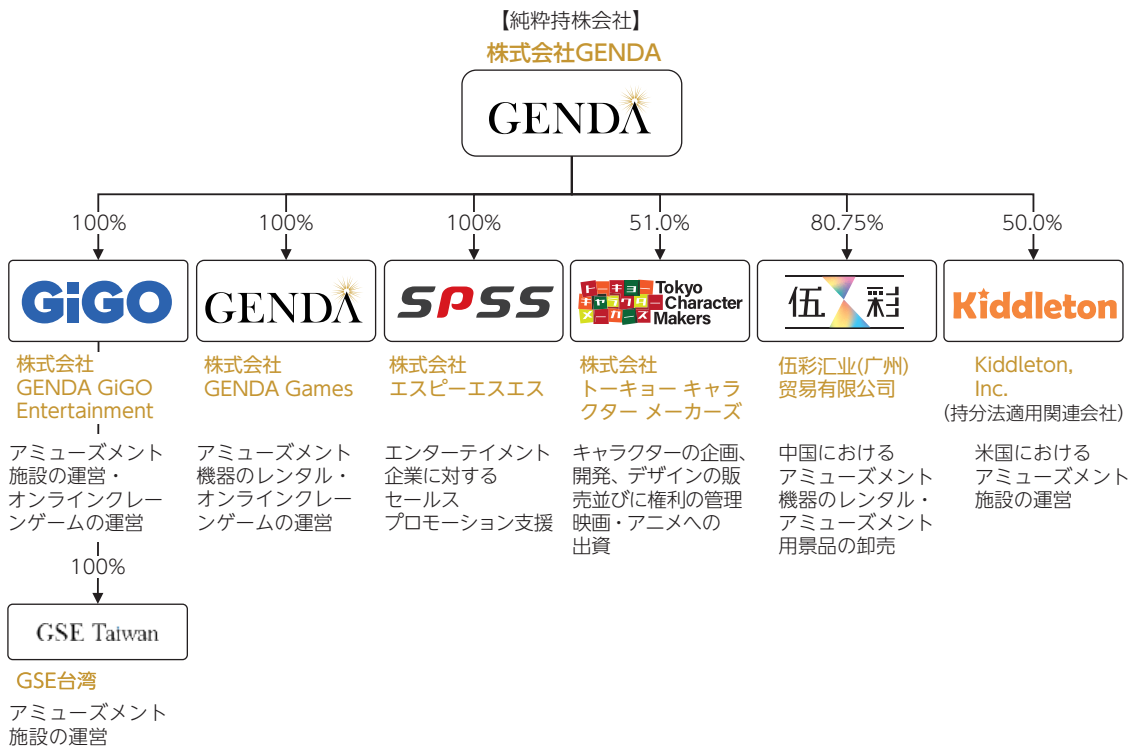 【純粋持株会社】
株式会社GENDA
GENDA
100%
100%
100%
51.0%
80.75%
50.0%
GiGO
株式会社
GENDA GiGO
Entertainment
アミューズメント
施設の運営・
オンラインクレー
ンゲームの運営
GENDA
株式会社
GENDA Games
アミューズメント
機器のレンタル・
オンラインクレー
ンゲームの運営
SPSS
株式会社
エスピーエスエス
エンターテイメント
企業に対する
セールス
プロモーション支援
トーキョー
キャラクター
メーカーズ
Tokyo
Character
Makers
株式会社
トーキョー キャラ
クター メーカーズ
キャラクターの企画、
開発、デザインの販
売並びに権利の管理
映画・アニメへの
出資
伍彩
伍彩汇业(广州)
贸易有限公司
中国における
アミューズメント
機器のレンタル・
アミューズメント
用景品の卸売
Kiddleton
Kiddleton,
Inc.
(持分法適用関連会社)
米国における
アミューズメント
施設の運営
100%
GSE Taiwan
GSE台湾
アミューズメント
施設の運営